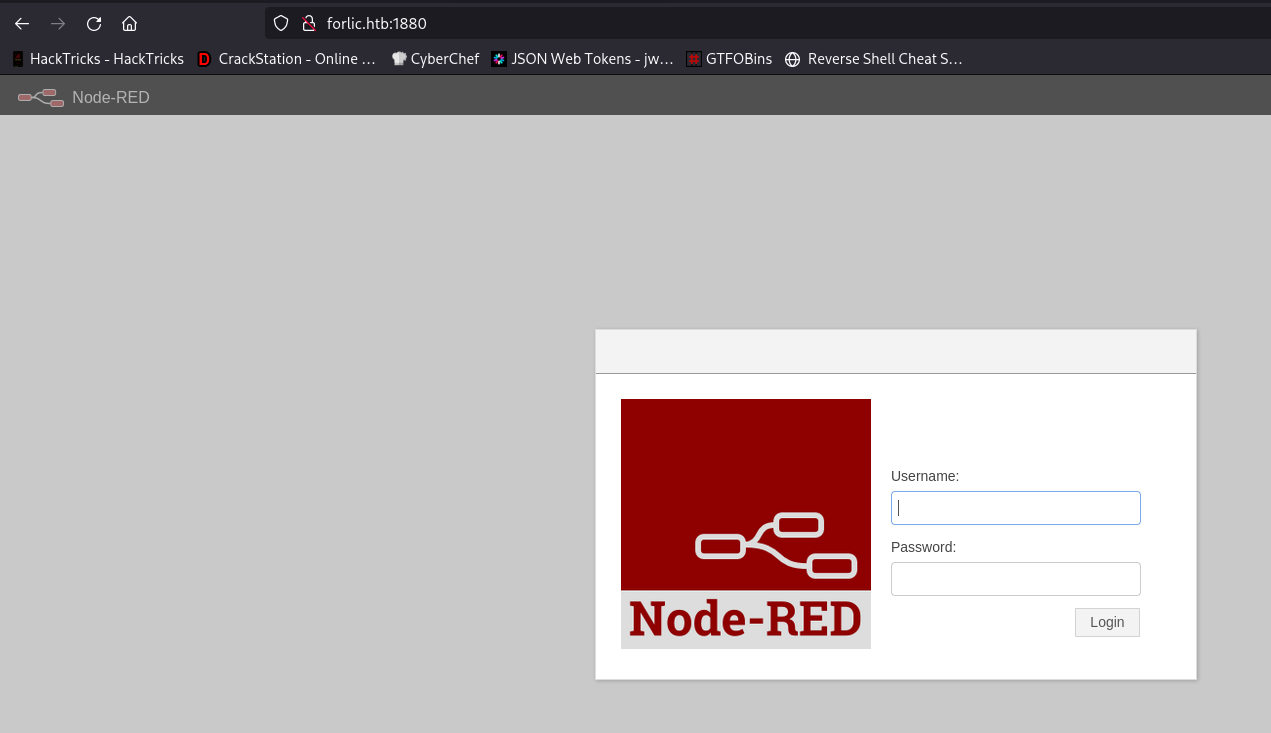 forlic.htb:1880
HackTricks - HackTricks CrackStation - Online … CyberChef JSON Web Tokens - jw… GTFOBins Reverse Shell Cheat S…
Node-RED
Username:
Password:
Login
Node-RED